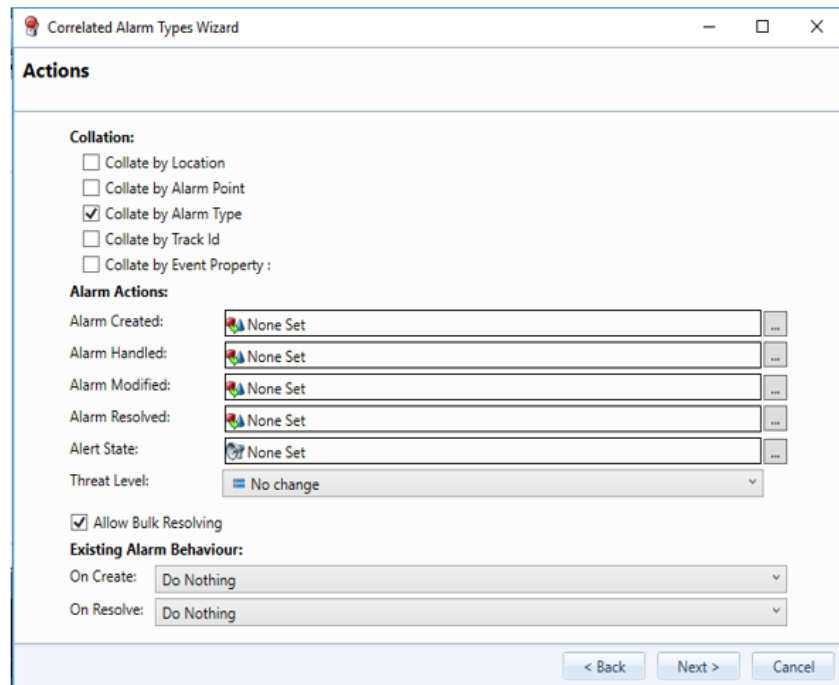 Correlated Alarm Types Wizard
Actions
Collation:
Collate by Location
Collate by Alarm Point
Collate by Alarm Type
Collate by Track Id
Collate by Event Property :
Alarm Actions:
Alarm Created: None Set ...
Alarm Handled: None Set ...
Alarm Modified: None Set ...
Alarm Resolved: None Set ...
Alert State: None Set ...
Threat Level: No change
Allow Bulk Resolving
Existing Alarm Behaviour:
On Create: Do Nothing
On Resolve: Do Nothing
< Back Next > Cancel